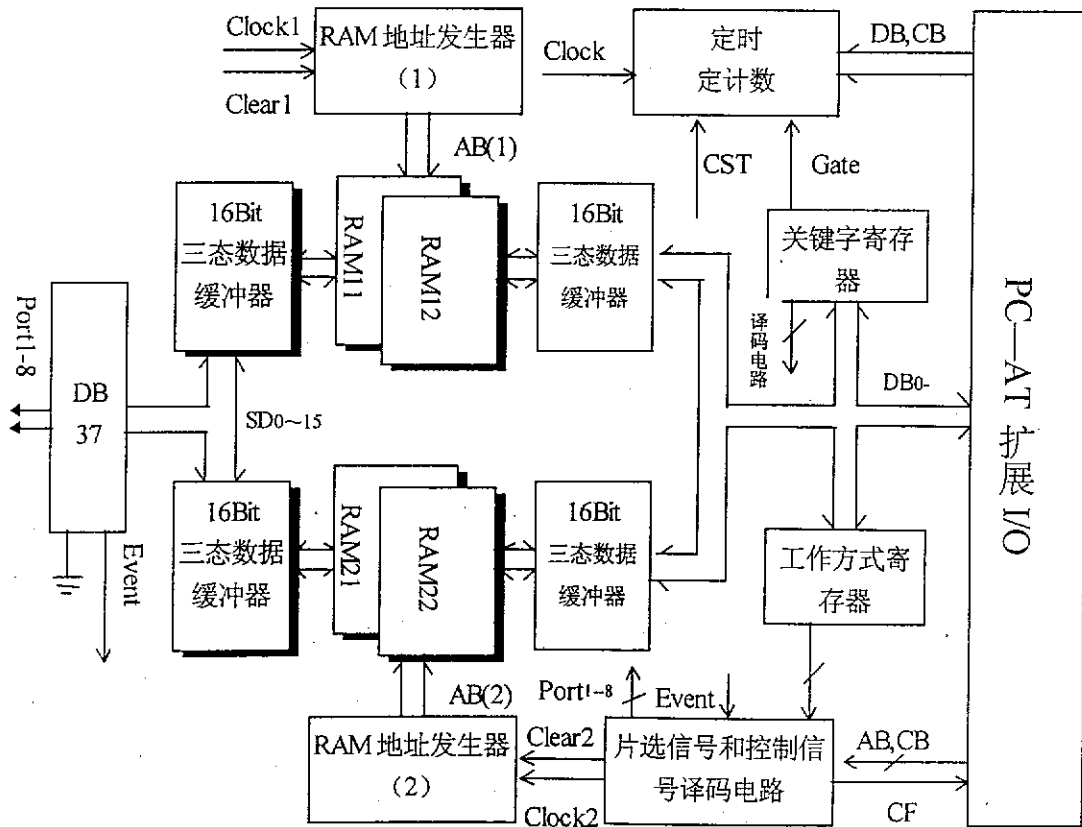 Clock1
Clear1
RAM 地址发生器
（1）
AB(1)
Clock
定时
定计数
DB,CB
CST
Gate
16Bit
三态数据
缓冲器
RAM11
RAM12
16Bit
三态数据
缓冲器
关键字寄存
器
译码电路
Port1-8
DB
37
SD0～15
DB0-
PC—AT 扩展 I/O
Event
16Bit
三态数据
缓冲器
RAM21
RAM22
16Bit
三态数据
缓冲器
工作方式寄
存器
AB(2)
Port1-8
Event
RAM 地址发生器
（2）
Clear2
Clock2
片选信号和控制信
号译码电路
AB,CB
CF